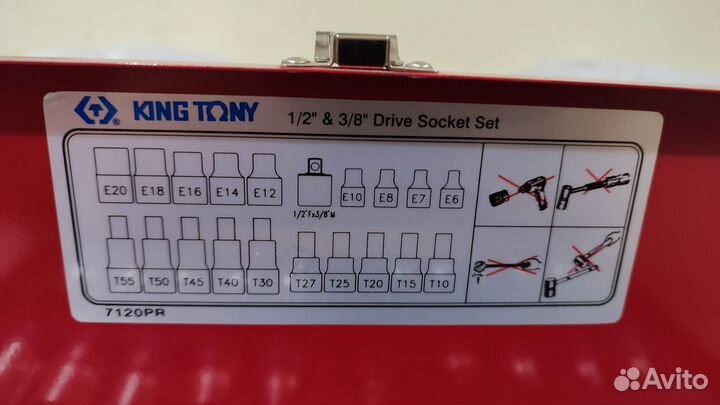 KING TONY 1/2" & 3/8" Drive Socket Set
E20 E18 E16 E14 E12 E10 E8 E7 E6
1/2"Fx3/8"M
T55 T50 T45 T40 T30 T27 T25 T20 T15 T10
7120PR
Avito